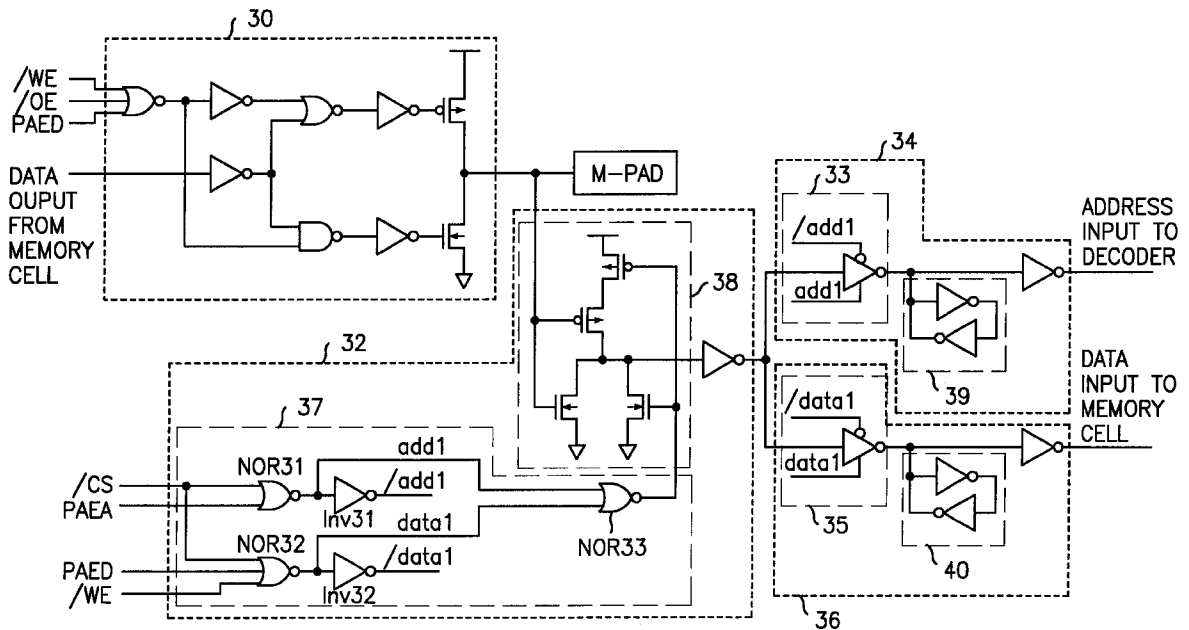 30
/WE
/OE
PAED
DATA
OUPUT
FROM
MEMORY
CELL
M-PAD
34
33
/add1
add1
ADDRESS
INPUT TO
DECODER
38
39
32
DATA
INPUT TO
MEMORY
CELL
/data1
data1
35
40
36
37
NOR31
add1
/CS
PAEA
/add1
Inv31
NOR32
data1
NOR33
PAED
/WE
/data1
Inv32